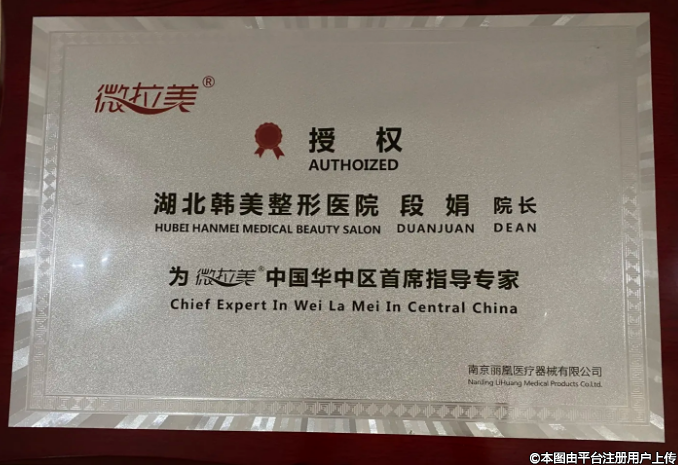 微拉美®
授 权
AUTHOIZED
湖北韩美整形医院 段 娟 院长
HUBEI HANMEI MEDICAL BEAUTY SALON DUANJUAN DEAN
为 微拉美® 中国华中区首席指导专家
Chief Expert In Wei La Mei In Central China
南京丽凰医疗器械有限公司
NanJing LiHuang Medical Products Co.Ltd.
©本图由平台注册用户上传